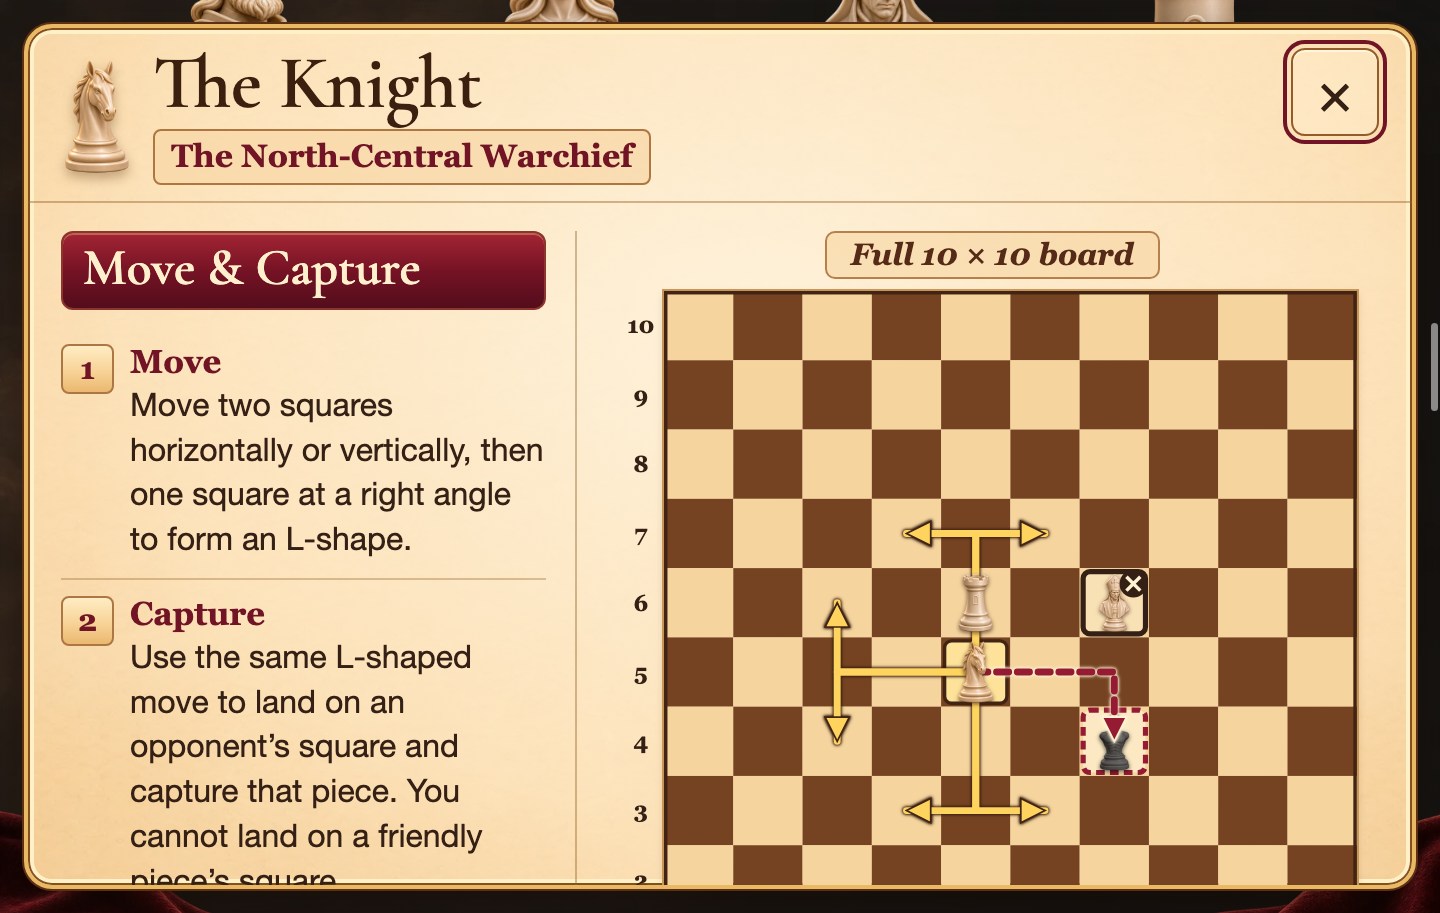 The Knight
The North-Central Warchief
×
Move & Capture
1
Move
Move two squares
horizontally or vertically, then
one square at a right angle
to form an L-shape.
2
Capture
Use the same L-shaped
move to land on an
opponent’s square and
capture that piece. You
cannot land on a friendly
piece’s square
Full 10 × 10 board
10
9
8
7
6
5
4
3
2